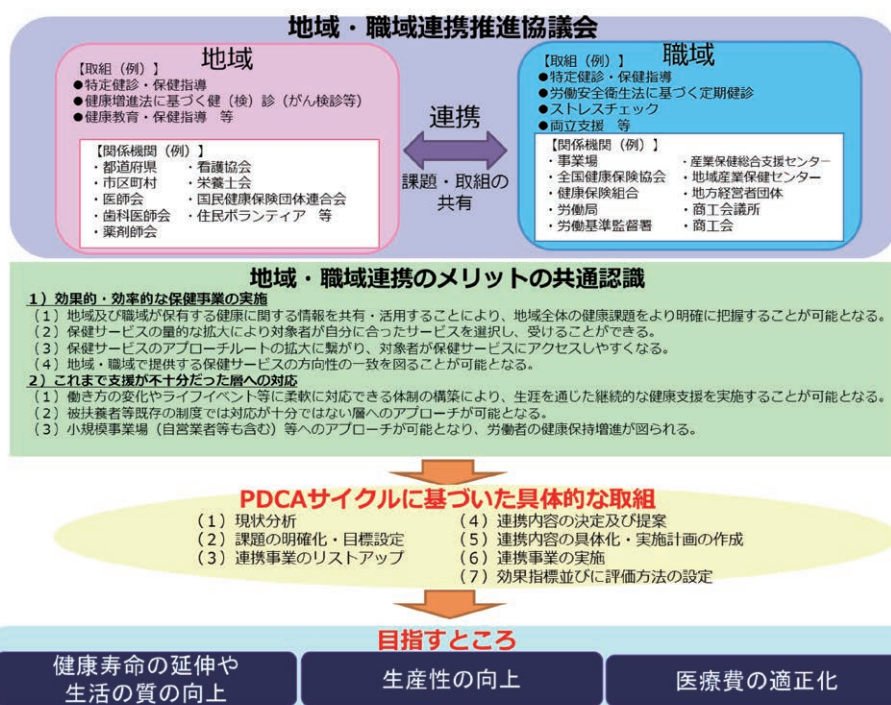 地域・職域連携推進協議会
地域
【取組（例）】
●特定健診・保健指導
●健康増進法に基づく健（検）診（がん検診等）
●健康教育・保健指導　等
【関係機関（例）】
・都道府県　・看護協会
・市区町村　・栄養士会
・医師会　・国民健康保険団体連合会
・歯科医師会　・住民ボランティア　等
・薬剤師会
連携
課題・取組の
共有
職域
【取組（例）】
●特定健診・保健指導
●労働安全衛生法に基づく定期健診
●ストレスチェック
●両立支援　等
【関係機関（例）】
・事業場　・産業保健総合支援センター
・全国健康保険協会　・地域産業保健センター
・健康保険組合　・地方経営者団体
・労働局　・商工会議所
・労働基準監督署　・商工会
地域・職域連携のメリットの共通認識
１）効果的・効率的な保健事業の実施
（１）地域及び職域が保有する健康に関する情報を共有・活用することにより、地域全体の健康課題をより明確に把握することが可能となる。
（２）保健サービスの量的な拡大により対象者が自分に合ったサービスを選択し、受けることができる。
（３）保健サービスのアプローチルートの拡大に繋がり、対象者が保健サービスにアクセスしやすくなる。
（４）地域・職域で提供する保健サービスの方向性の一致を図ることが可能となる。
２）これまで支援が不十分だった層への対応
（１）働き方の変化やライフイベント等に柔軟に対応できる体制の構築により、生涯を通じた継続的な健康支援を実施することが可能となる。
（２）被扶養者等既存の制度では対応が十分ではない層へのアプローチが可能となる。
（３）小規模事業場（自営業者等も含む）等へのアプローチが可能となり、労働者の健康保持増進が図られる。
PDCAサイクルに基づいた具体的な取組
（１）現状分析
（２）課題の明確化・目標設定
（３）連携事業のリストアップ
（４）連携内容の決定及び提案
（５）連携内容の具体化・実施計画の作成
（６）連携事業の実施
（７）効果指標並びに評価方法の設定
目指すところ
健康寿命の延伸や
生活の質の向上
生産性の向上
医療費の適正化